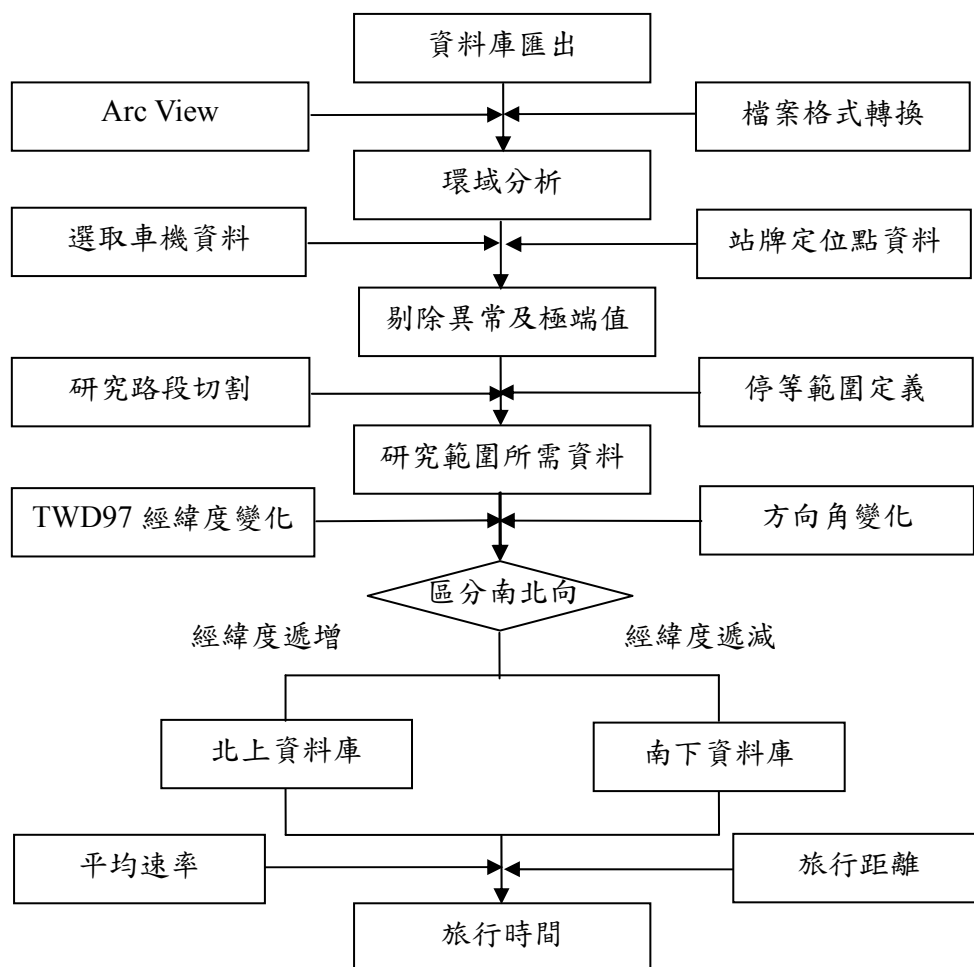 資料庫匯出
Arc View
檔案格式轉換
環域分析
選取車機資料
站牌定位點資料
剔除異常及極端值
研究路段切割
停等範圍定義
研究範圍所需資料
TWD97 經緯度變化
方向角變化
區分南北向
經緯度遞增
經緯度遞減
北上資料庫
南下資料庫
平均速率
旅行距離
旅行時間